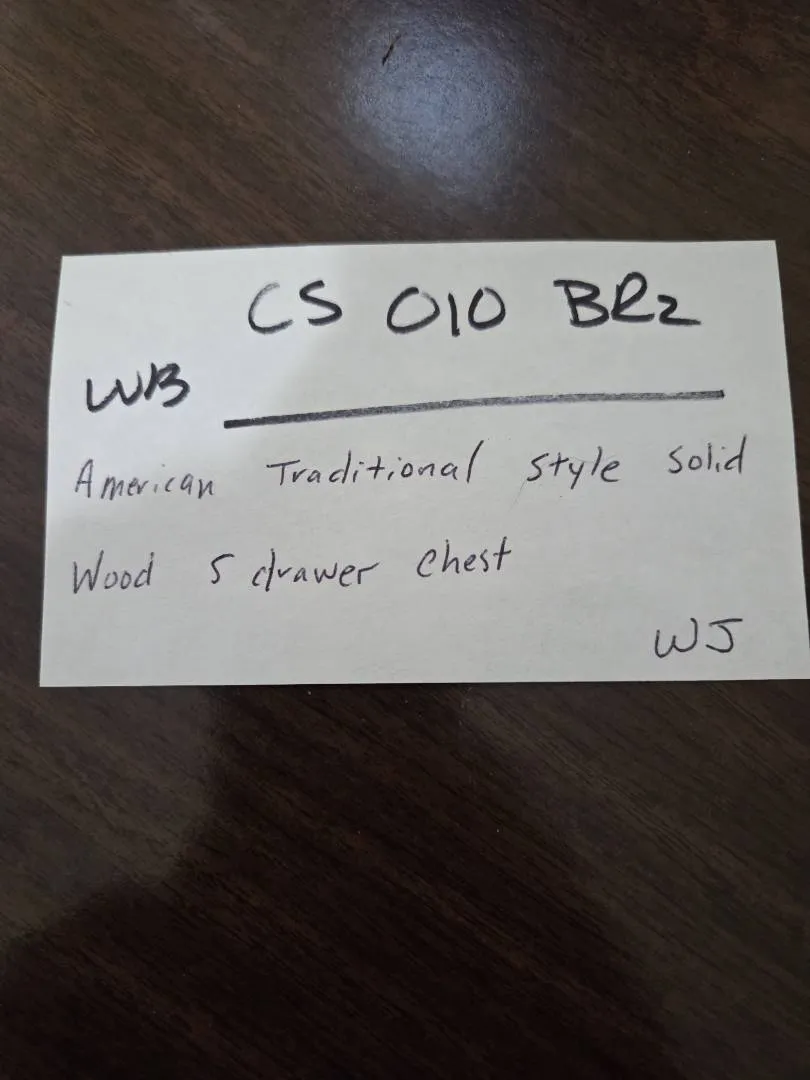 CS 010 BR2
WB
American Traditional style solid
Wood 5 drawer chest
WJ